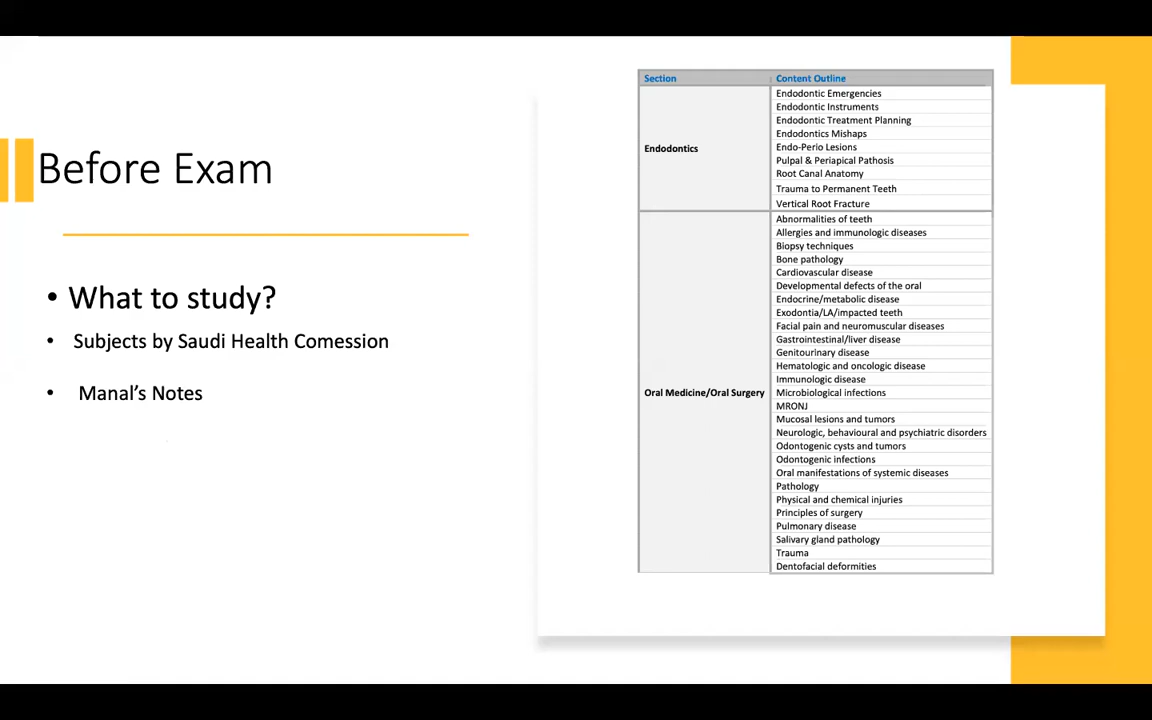 Before Exam
• What to study?
• Subjects by Saudi Health Comession
• Manal's Notes
Section Content Outline
Endodontics
Endodontic Emergencies
Endodontic Instruments
Endodontic Treatment Planning
Endodontics Mishaps
Endo-Perio Lesions
Pulpal & Periapical Pathosis
Root Canal Anatomy
Trauma to Permanent Teeth
Vertical Root Fracture
Oral Medicine/Oral Surgery
Abnormalities of teeth
Allergies and immunologic diseases
Biopsy techniques
Bone pathology
Cardiovascular disease
Developmental defects of the oral
Endocrine/metabolic disease
Exodontia/LA/impacted teeth
Facial pain and neuromuscular diseases
Gastrointestinal/liver disease
Genitourinary disease
Hematologic and oncologic disease
Immunologic disease
Microbiological infections
MRONJ
Mucosal lesions and tumors
Neurologic, behavioural and psychiatric disorders
Odontogenic cysts and tumors
Odontogenic infections
Oral manifestations of systemic diseases
Pathology
Physical and chemical injuries
Principles of surgery
Pulmonary disease
Salivary gland pathology
Trauma
Dentofacial deformities